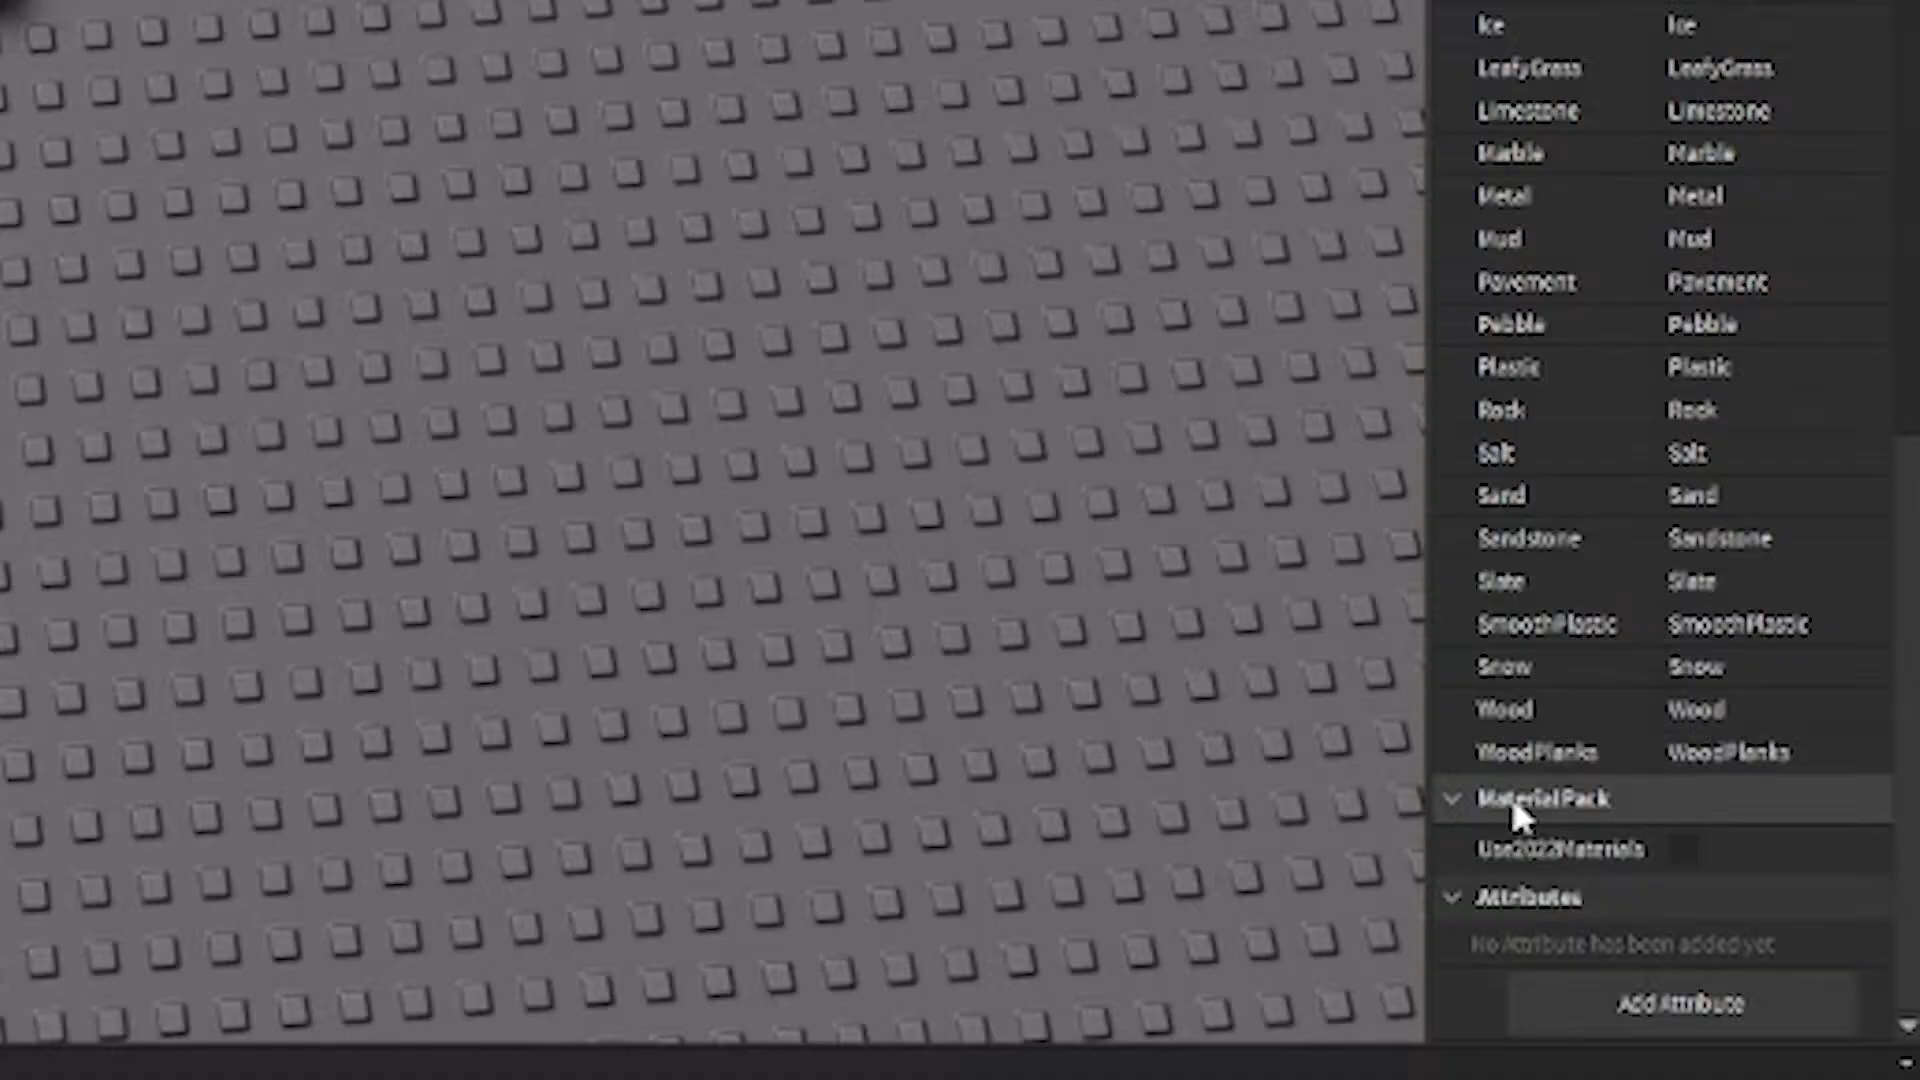 Ice Ice
LeafyGrass LeafyGrass
Limestone Limestone
Marble Marble
Metal Metal
Mud Mud
Pavement Pavement
Pebble Pebble
Plastic Plastic
Rock Rock
Salt Salt
Sand Sand
Sandstone Sandstone
Slate Slate
SmoothPlastic SmoothPlastic
Snow Snow
Wood Wood
WoodPlanks WoodPlanks
Material Pack
Use2022Materials
Attributes
No Attribute has been added yet
Add Attribute